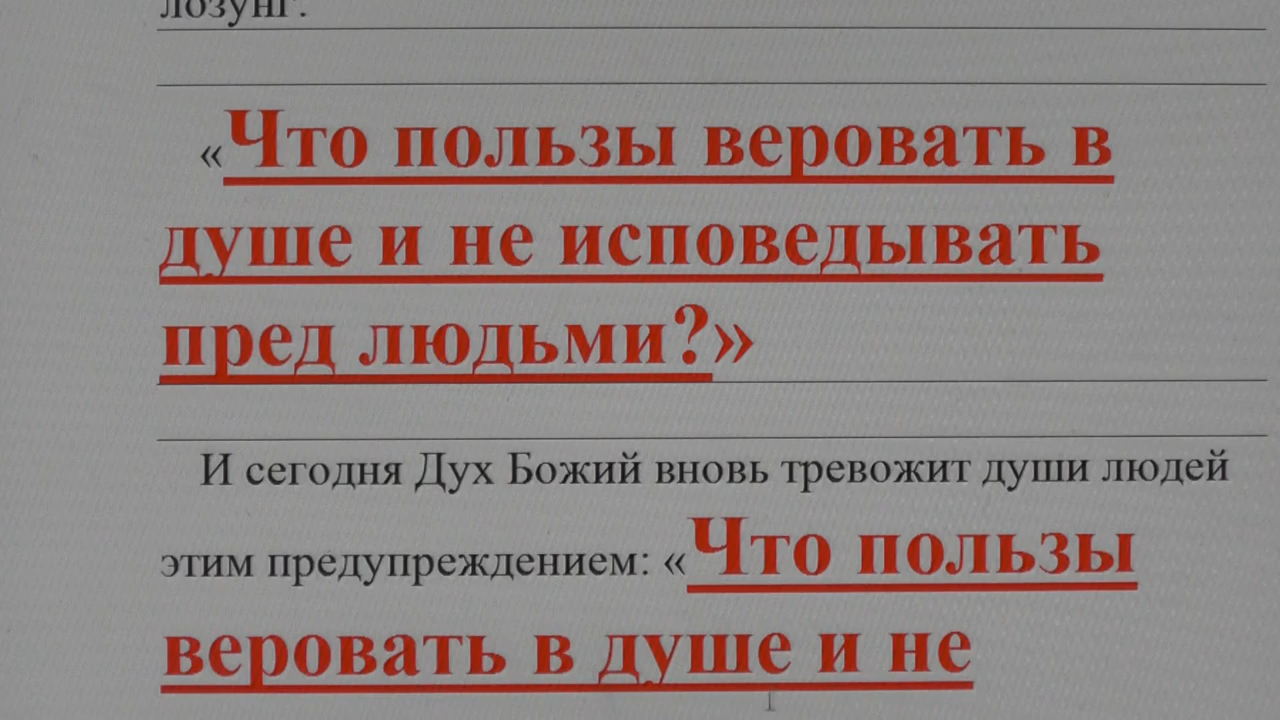 лозунг.
«Что пользы веровать в
душе и не исповедывать
пред людьми?»
И сегодня Дух Божий вновь тревожит души людей
этим предупреждением: «Что пользы
веровать в душе и не